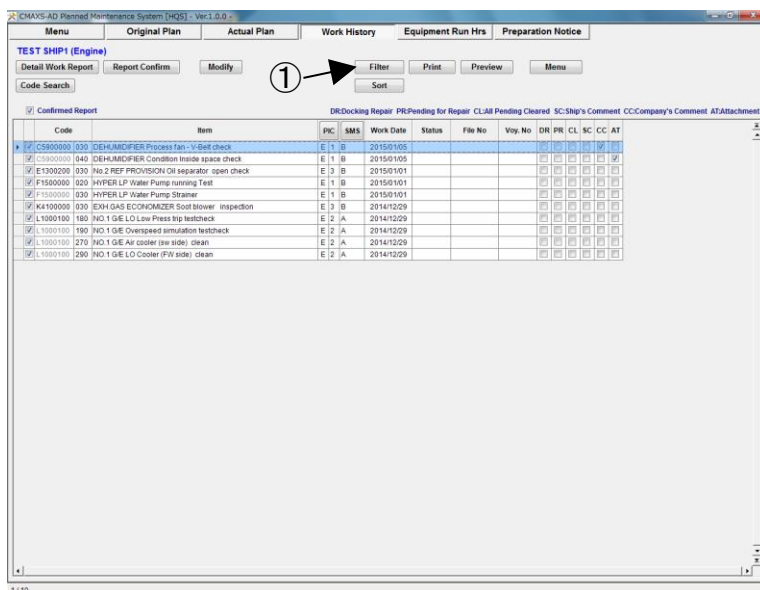 CMAXS-AD Planned Maintenance System [HQS] - Ver.1.0.0 -
Menu Original Plan Actual Plan Work History Equipment Run Hrs Preparation Notice
TEST SHIP1 (Engine)
Detail Work Report Report Confirm Modify ① Filter Print Preview Menu
Code Search Sort
Confirmed Report DR:Docking Repair PR:Pending for Repair CL:All Pending Cleared SC:Ship's Comment CC:Company's Comment AT:Attachment
Code Item PIC SMS Work Date Status File No Voy. No DR PR CL SC CC AT
C5900000 030 DEHUMIDIFIER Process fan - V-Belt check E 1 B 2015/01/05
C5900000 040 DEHUMIDIFIER Condition Inside space check E 1 B 2015/01/05
E1300200 030 No.2 REF PROVISION Oil separator open check E 3 B 2015/01/01
F1500000 020 HYPER LP Water Pump running Test E 1 B 2015/01/01
F1500000 030 HYPER LP Water Pump Strainer E 1 B 2015/01/01
K4100000 030 EXH.GAS ECONOMIZER Soot blower inspection E 3 B 2014/12/29
L1000100 180 NO.1 G/E LO Low Press trip testcheck E 2 A 2014/12/29
L1000100 190 NO.1 G/E Overspeed simulation testcheck E 2 A 2014/12/29
L1000100 270 NO.1 G/E Air cooler (sw side) clean E 2 A 2014/12/29
L1000100 290 NO.1 G/E LO Cooler (FW side) clean E 2 A 2014/12/29
1 / 10